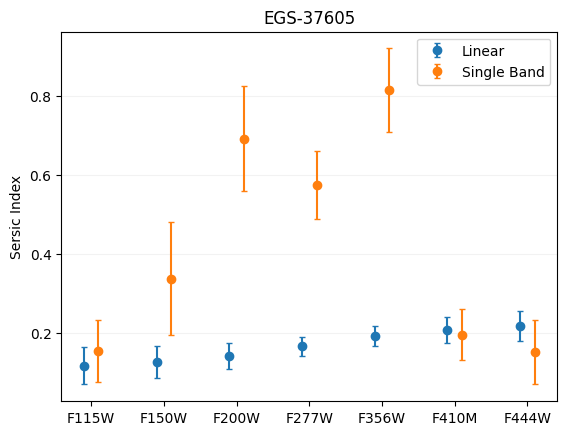 EGS-37605
Linear
Single Band
Sersic Index
0.8
0.6
0.4
0.2
F115W F150W F200W F277W F356W F410M F444W